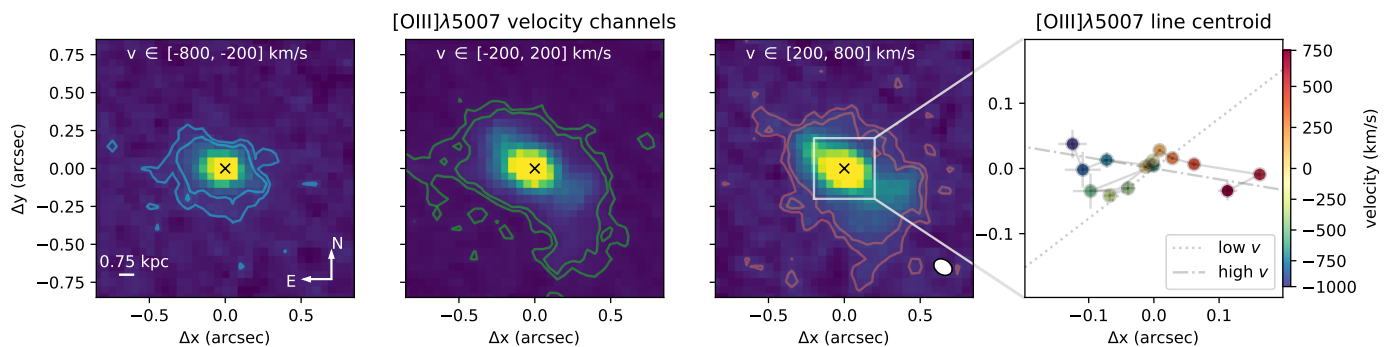 [OIII]λ5007 velocity channels
[OIII]λ5007 line centroid
v ∈ [-800, -200] km/s
v ∈ [-200, 200] km/s
v ∈ [200, 800] km/s
0.75
0.50
0.25
0.00
−0.25
−0.50
−0.75
Δy (arcsec)
0.75 kpc
N
E
−0.5
0.0
0.5
Δx (arcsec)
−0.5
0.0
0.5
Δx (arcsec)
−0.5
0.0
0.5
Δx (arcsec)
0.1
0.0
−0.1
low v
high v
−0.1
0.0
0.1
Δx (arcsec)
750
500
250
0
−250
−500
−750
−1000
velocity (km/s)